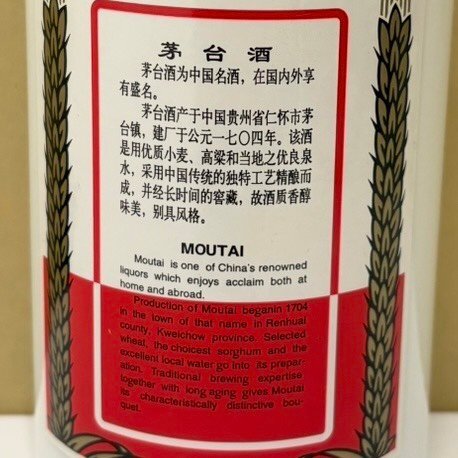 茅台酒
茅台酒为中国名酒，在国内外享
有盛名。
茅台酒产于中国贵州省仁怀市茅
台镇，建厂于公元一七〇四年。该酒
是用优质小麦、高粱和当地之优良泉
水，采用中国传统的独特工艺精酿而
成，并经长时间的窖藏，故酒质香醇
味美，别具风格。
MOUTAI
Moutai is one of China's renowned
liquors which enjoys acclaim both at
home and abroad.
Production of Moutai beganin 1704
in the town of that name in Renhuai
county, Kweichow province. Selected
wheat, the choicest sorghum and the
excellent local water go into its prepar-
ation. Traditional brewing expertise
together with long aging gives Moutai
its characteristically distinctive bou-
quet.